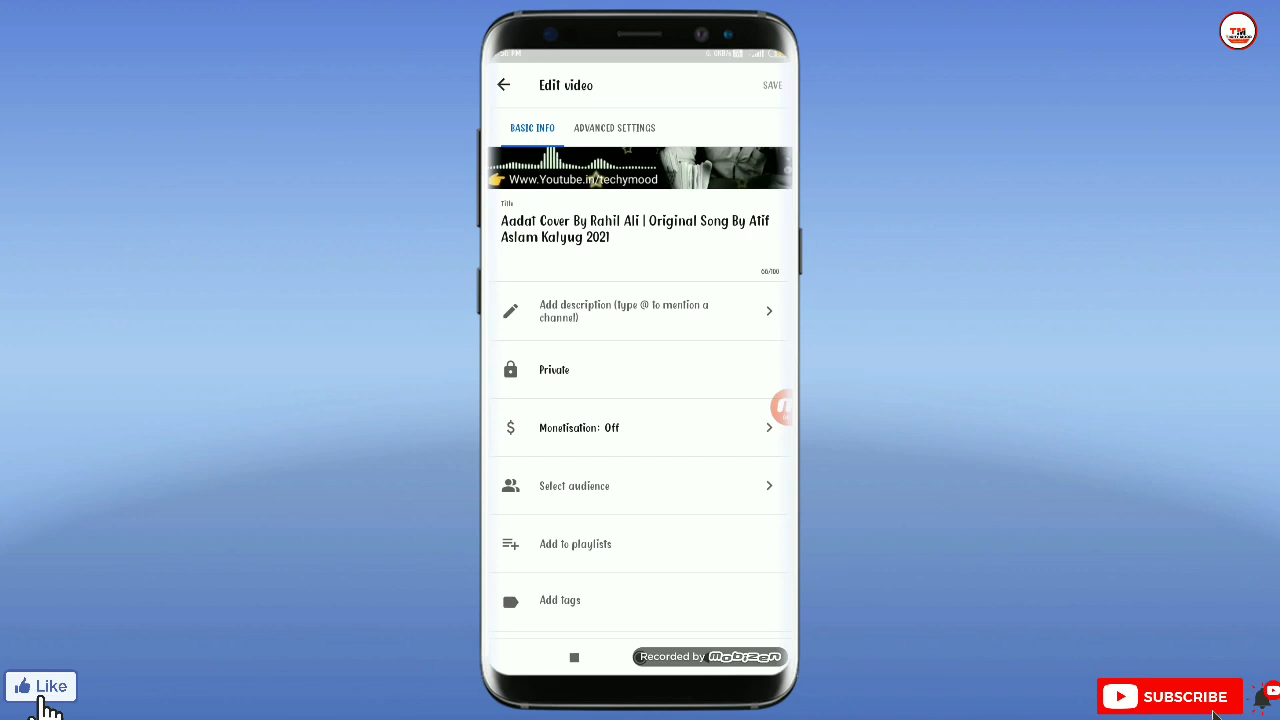 TM
Edit video
SAVE
BASIC INFO
ADVANCED SETTINGS
Www.Youtube.in/techymood
Title
Aadat Cover By Rahil Ali | Original Song By Atif
Aslam Kalyug 2021
Add description (type @ to mention a
channel)
Private
Monetisation: Off
Select audience
Add to playlists
Add tags
Recorded by mobizen
Like
SUBSCRIBE